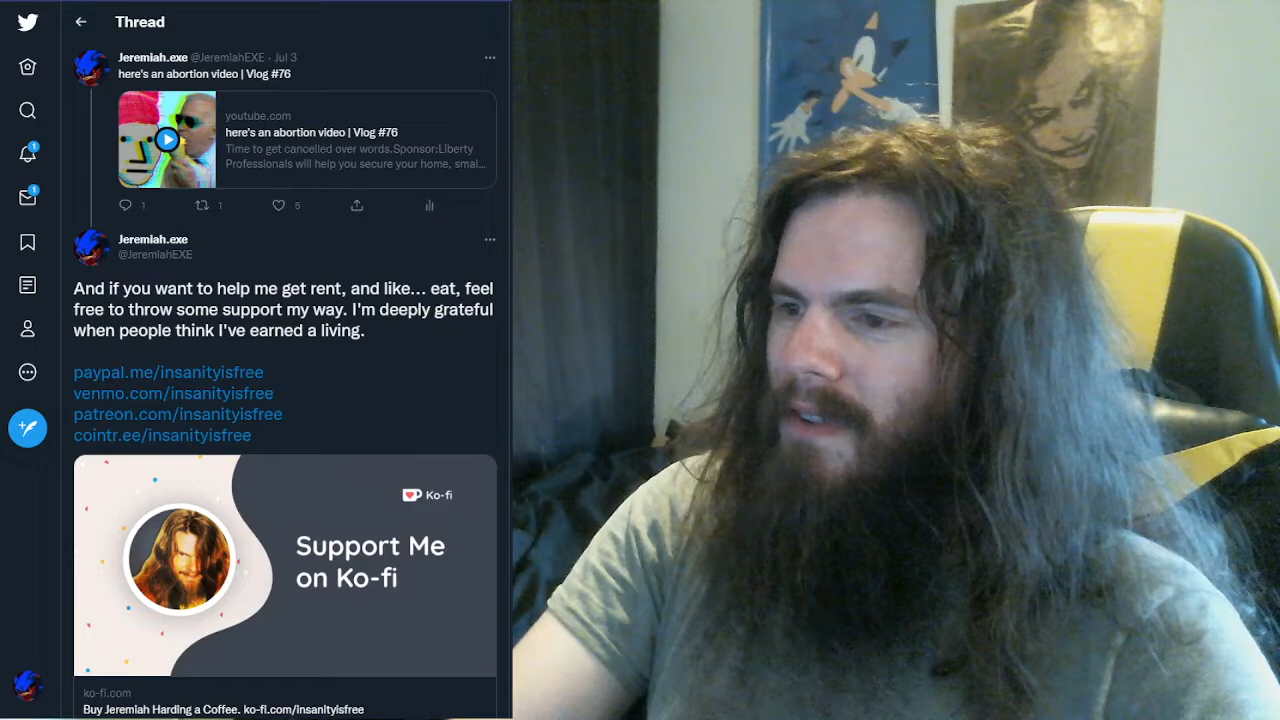 Thread
Jeremiah.exe @JeremiahEXE · Jul 3
here's an abortion video | Vlog #76
youtube.com
here's an abortion video | Vlog #76
Time to get cancelled over words.Sponsor:Liberty
Professionals will help you secure your home, smal...
1
1
5
1
1
Jeremiah.exe
@JeremiahEXE
And if you want to help me get rent, and like... eat, feel
free to throw some support my way. I'm deeply grateful
when people think I've earned a living.
paypal.me/insanityisfree
venmo.com/insanityisfree
patreon.com/insanityisfree
cointr.ee/insanityisfree
Ko-fi
Support Me
on Ko-fi
ko-fi.com
Buy Jeremiah Harding a Coffee. ko-fi.com/insanityisfree